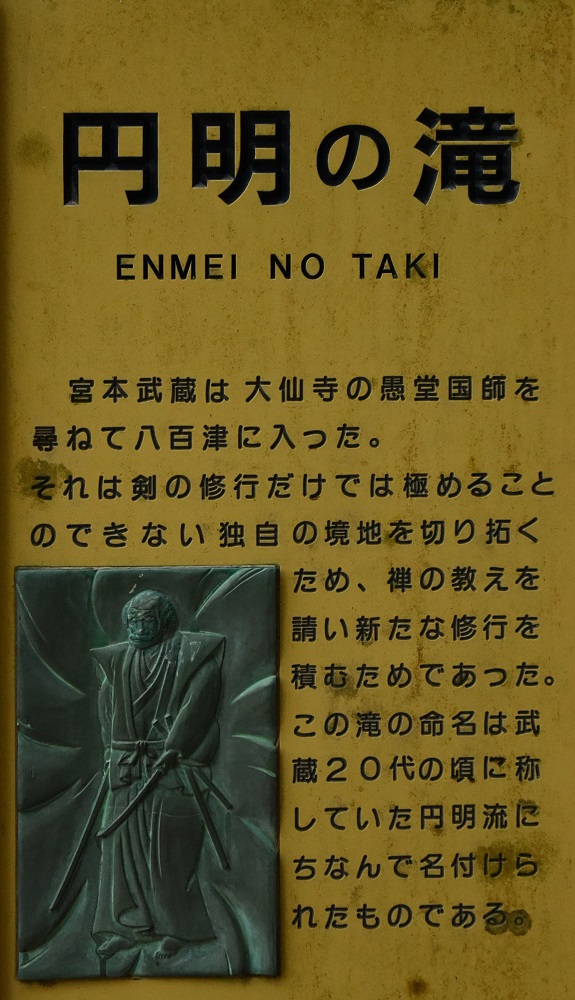 円明の滝
ENMEI NO TAKI
宮本武蔵は大仙寺の愚堂国師を
尋ねて八百津に入った。
それは剣の修行だけでは極めること
のできない独自の境地を切り拓く
ため、禅の教えを
請い新たな修行を
積むためであった。
この滝の命名は武
蔵20代の頃に称
していた円明流に
ちなんで名付けら
れたものである。